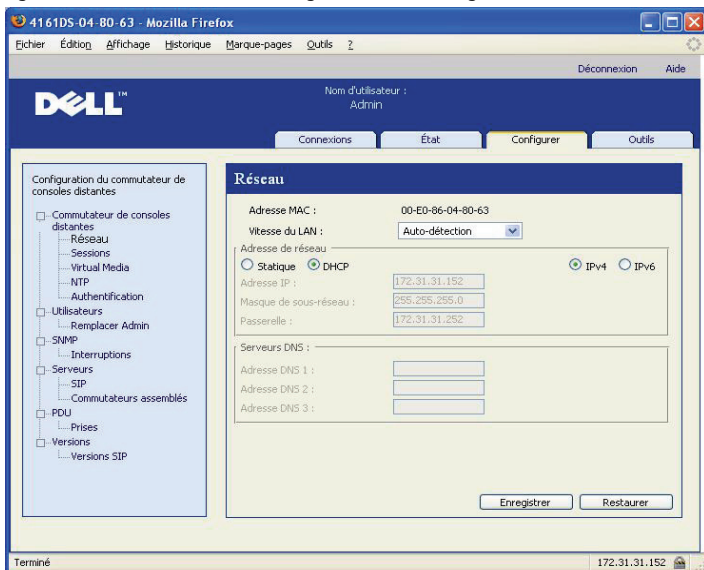 4161DS-04-80-63 - Mozilla Firefox
Fichier Édition Affichage Historique Marque-pages Outils ?
Déconnexion Aide
DELL™
Nom d'utilisateur :
Admin
Connexions État Configurer Outils
Configuration du commutateur de
consoles distantes
Commutateur de consoles
distantes
Réseau
Sessions
Virtual Media
NTP
Authentification
Utilisateurs
Remplacer Admin
SNMP
Interruptions
Serveurs
SIP
Commutateurs assemblés
PDU
Prises
Versions
Versions SIP
Réseau
Adresse MAC : 00-E0-86-04-80-63
Vitesse du LAN : Auto-détection
Adresse de réseau
Statique DHCP IPv4 IPv6
Adresse IP : 172.31.31.152
Masque de sous-réseau : 255.255.255.0
Passerelle : 172.31.31.252
Serveurs DNS :
Adresse DNS 1 :
Adresse DNS 2 :
Adresse DNS 3 :
Enregistrer Restaurer
Terminé 172.31.31.152